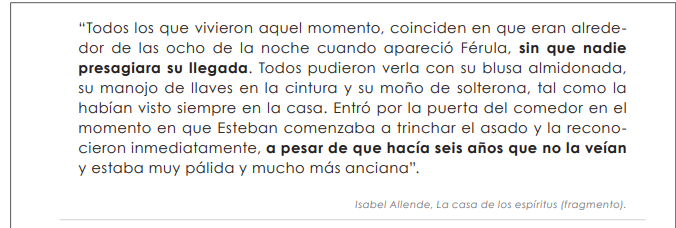 “Todos los que vivieron aquel momento, coinciden en que eran alrede-
dor de las ocho de la noche cuando apareció Férula, sin que nadie
presagiara su llegada. Todos pudieron verla con su blusa almidonada,
su manojo de llaves en la cintura y su moño de solterona, tal como la
habían visto siempre en la casa. Entró por la puerta del comedor en el
momento en que Esteban comenzaba a trinchar el asado y la recono-
cieron inmediatamente, a pesar de que hacía seis años que no la veían
y estaba muy pálida y mucho más anciana”.
Isabel Allende, La casa de los espíritus (fragmento).